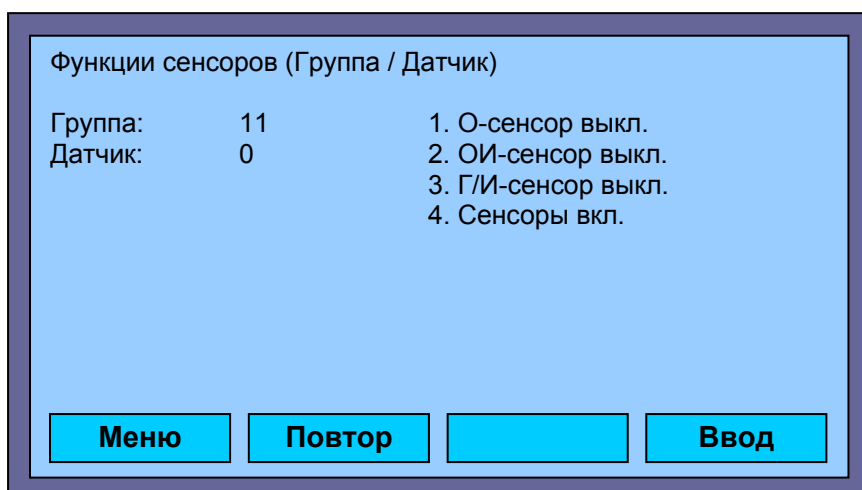 Функции сенсоров (Группа / Датчик)
Группа: 11 1. О-сенсор выкл.
Датчик: 0 2. ОИ-сенсор выкл.
3. Г/И-сенсор выкл.
4. Сенсоры вкл.
Меню Повтор Ввод